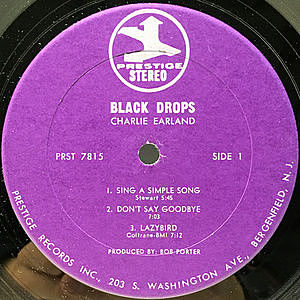 PRESTIGE
STEREO
BLACK DROPS
CHARLIE EARLAND
PRST 7815
SIDE 1
1. SING A SIMPLE SONG
Stewart 5:45
2. DON'T SAY GOODBYE
7:03
3. LAZYBIRD
Coltrane-BMI 7:12
PRODUCED BY: BOB PORTER
PRESTIGE RECORDS INC., 203 S. WASHINGTON AVE., BERGENFIELD, N.J.